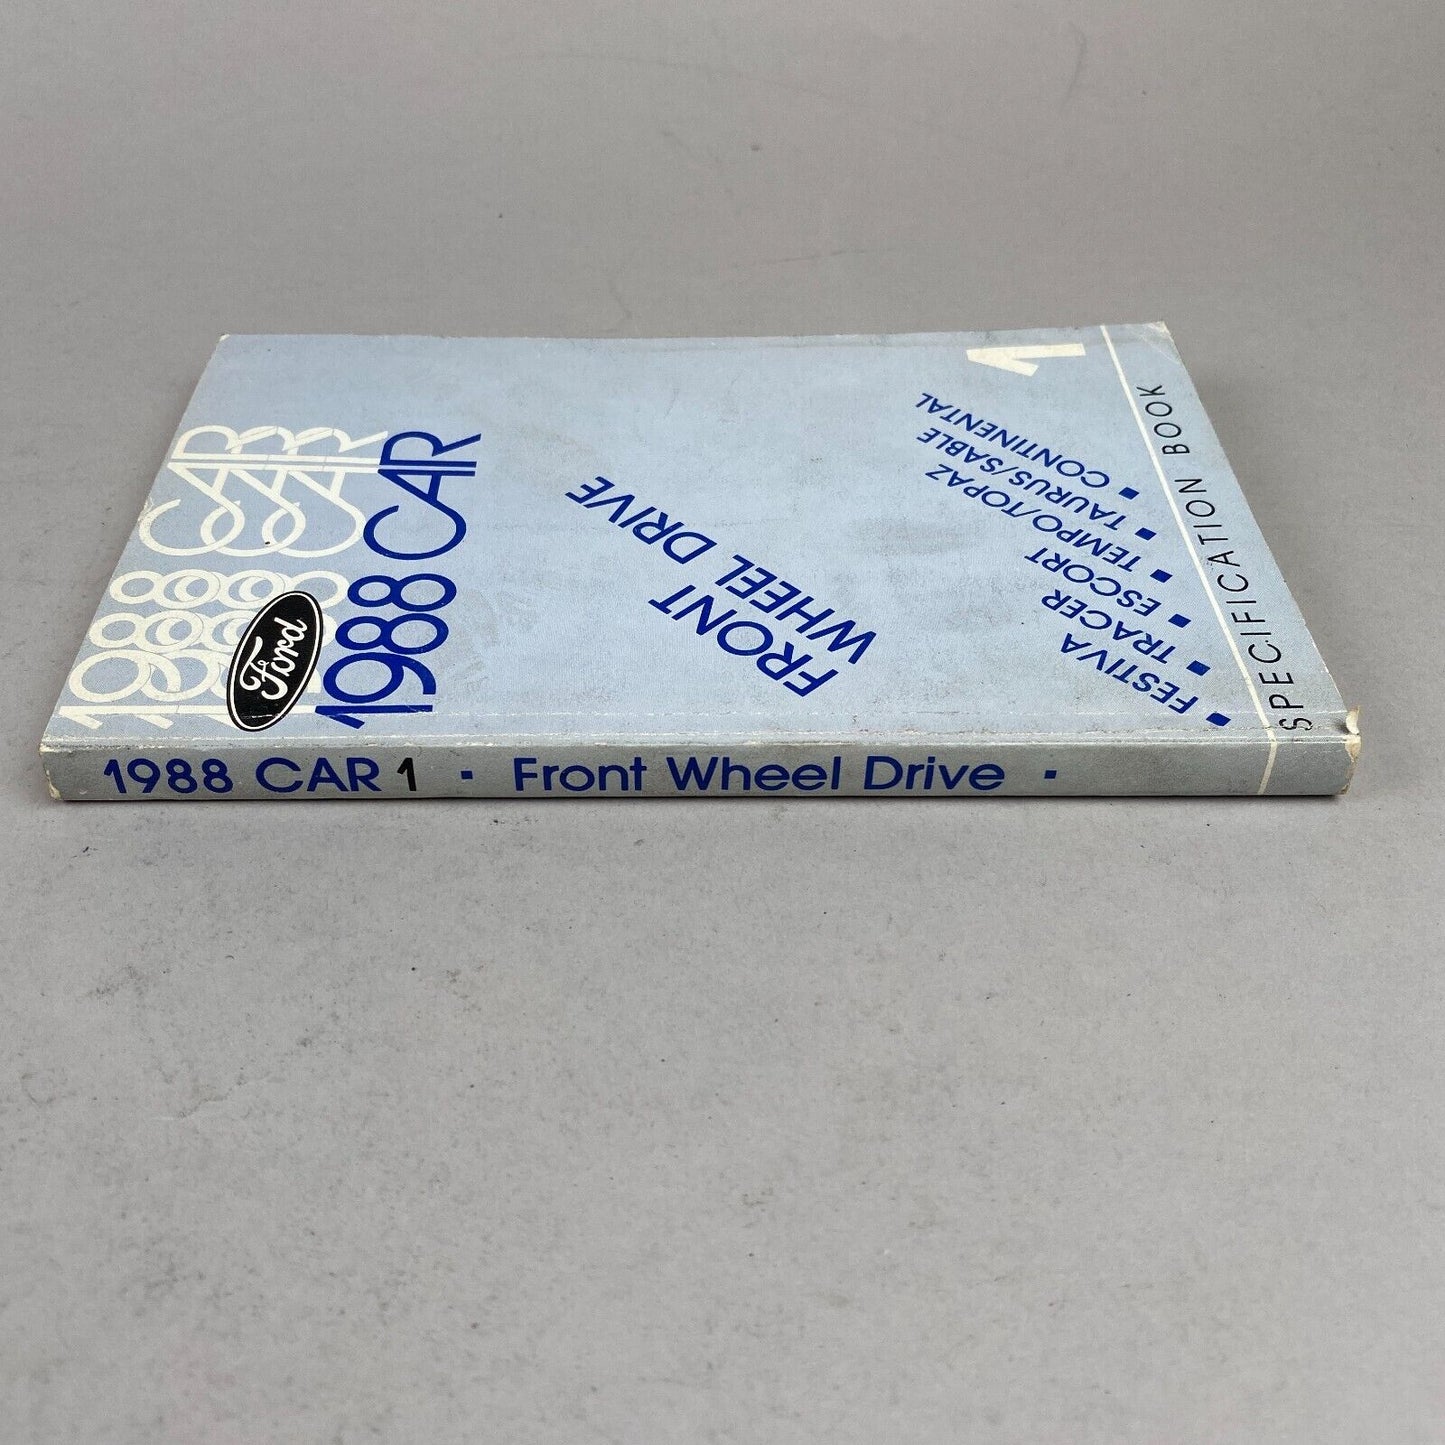 1988 CAR
1988 CAR
1988 CAR
1988 CAR
Ford
FRONT
WHEEL DRIVE
▪ FESTIVA
▪ TRACER
▪ ESCORT
▪ TEMPO/TOPAZ
▪ TAURUS/SABLE
▪ CONTINENTAL
1
SPECIFICATION BOOK
1988 CAR 1 ▪ Front Wheel Drive ▪